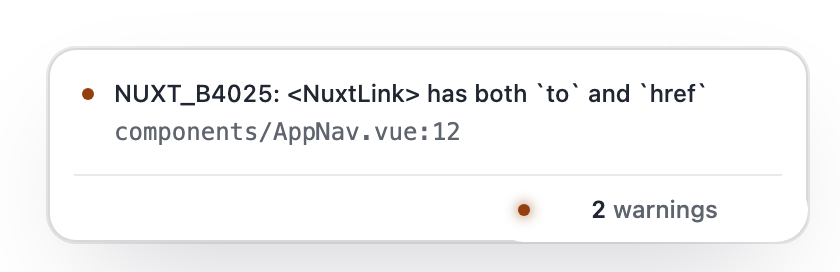 NUXT_B4025: <NuxtLink> has both `to` and `href`
components/AppNav.vue:12
2 warnings